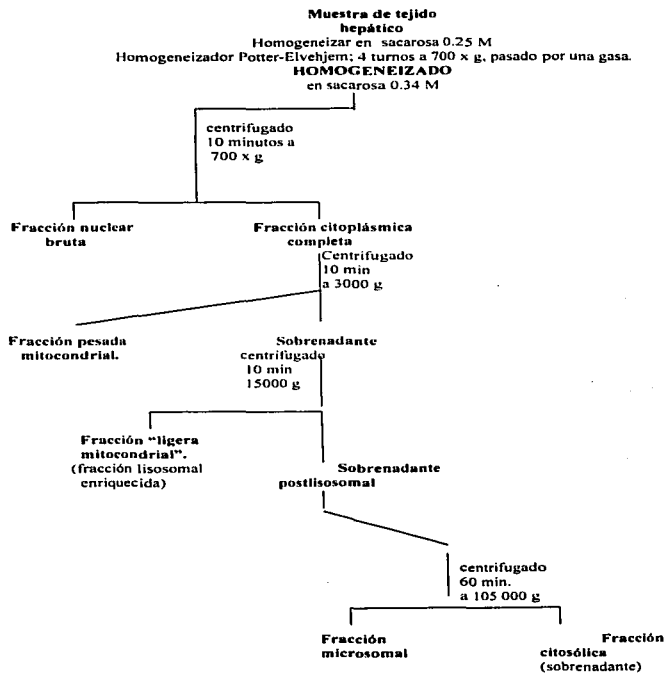 Muestra de tejido
hepático
Homogeneizar en sacarosa 0.25 M
Homogeneizador Potter-Elvehjem; 4 turnos a 700 x g, pasado por una gasa.
HOMOGENEIZADO
en sacarosa 0.34 M
centrifugado
10 minutos a
700 x g
Fracción nuclear
bruta
Fracción citoplásmica
completa
Centrifugado
10 min
a 3000 g
Fracción pesada
mitocondrial.
Sobrenadante
centrifugado
10 min
15000 g
Fracción “ligera
mitocondrial”.
(fracción lisosomal
enriquecida)
Sobrenadante
postlisosomal
centrifugado
60 min.
a 105 000 g
Fracción
microsomal
Fracción
citosólica
(sobrenadante)